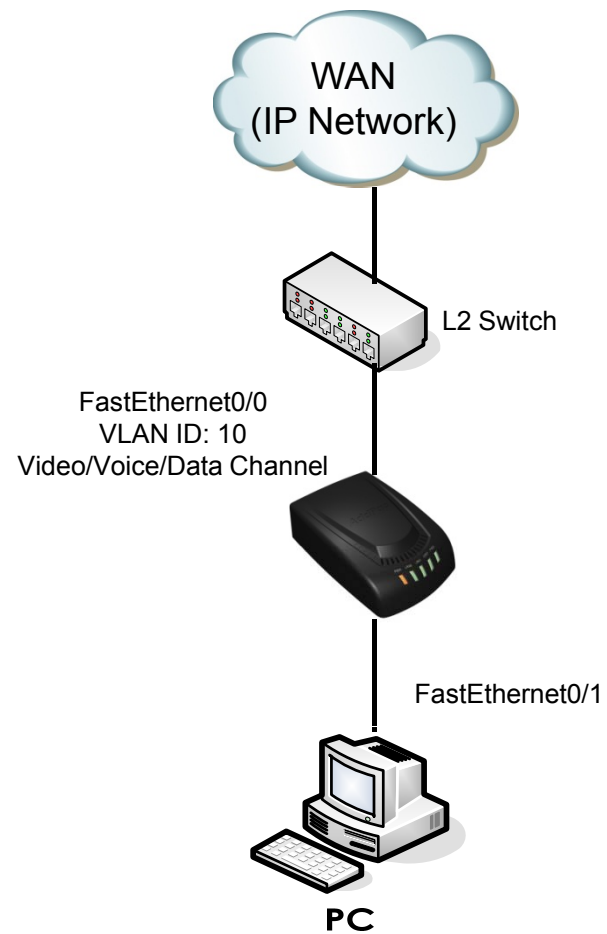 WAN
(IP Network)
L2 Switch
FastEthernet0/0
VLAN ID: 10
Video/Voice/Data Channel
FastEthernet0/1
PC